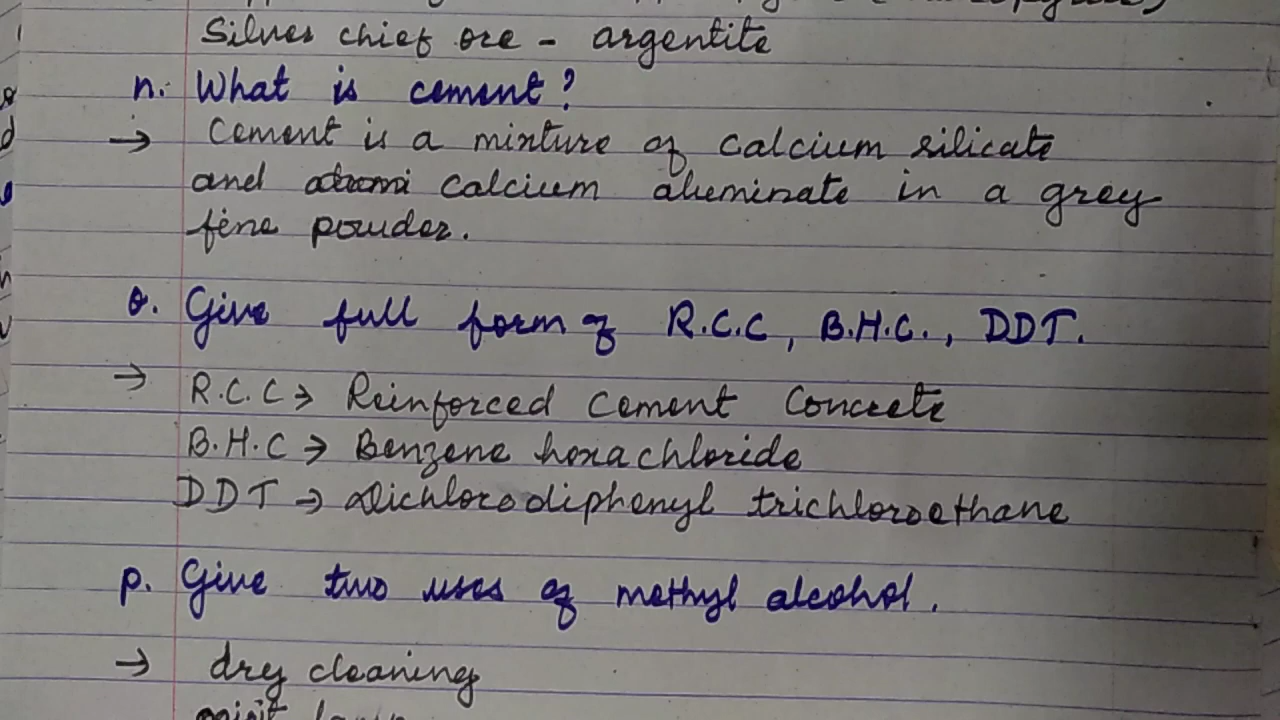 Silver chief ore - argentite
n. What is cement?
→ Cement is a mixture of calcium silicate
and calcium aluminate in a grey
fine powder.
o. Give full form of R.C.C, B.H.C., DDT.
→ R.C.C → Reinforced Cement Concrete
B.H.C → Benzene hexachloride
DDT → Dichlorodiphenyl trichloroethane
p. Give two uses of methyl alcohol.
→ dry cleaning